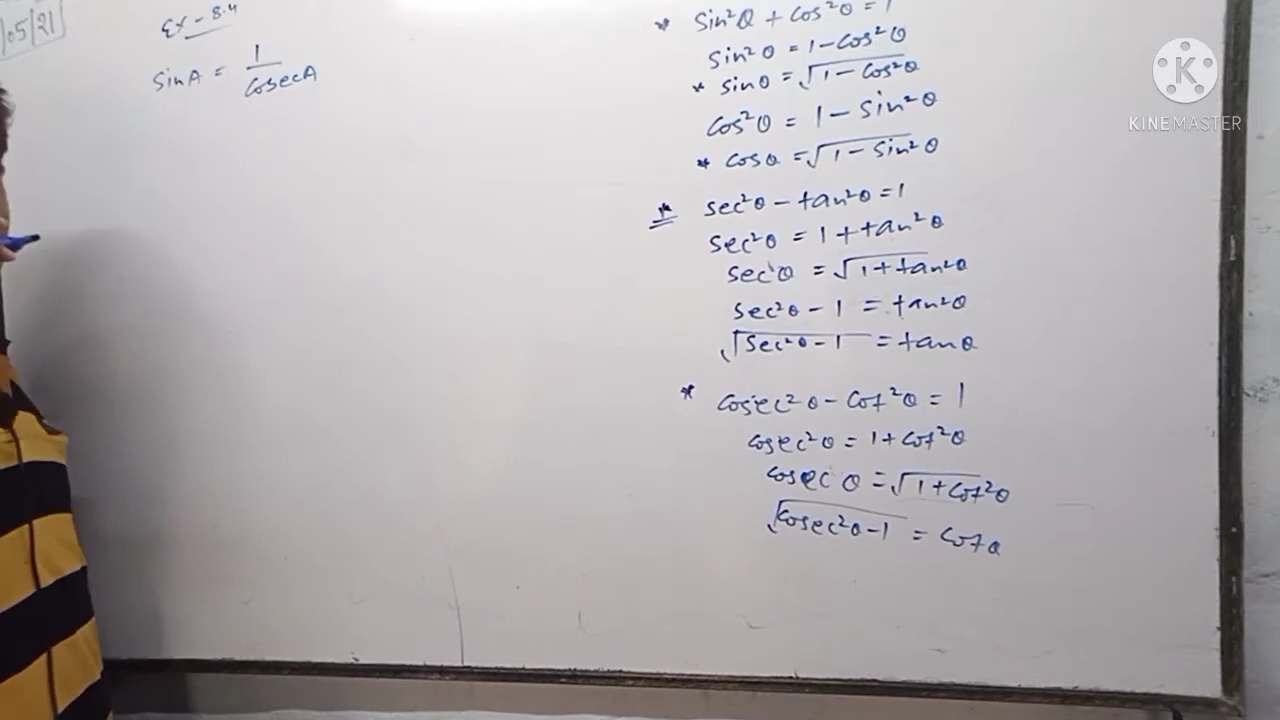 05/21
Ex - 8.4
sinA = 1/cosecA
* sin²θ + cos²θ = 1
sin²θ = 1 - cos²θ
* sinθ = √1 - cos²θ
cos²θ = 1 - sin²θ
* cosθ = √1 - sin²θ
* sec²θ - tan²θ = 1
sec²θ = 1 + tan²θ
secθ = √1 + tan²θ
sec²θ - 1 = tan²θ
√sec²θ - 1 = tanθ
* cosec²θ - cot²θ = 1
cosec²θ = 1 + cot²θ
cosecθ = √1 + cot²θ
√cosec²θ - 1 = cotθ
K
KINEMASTER